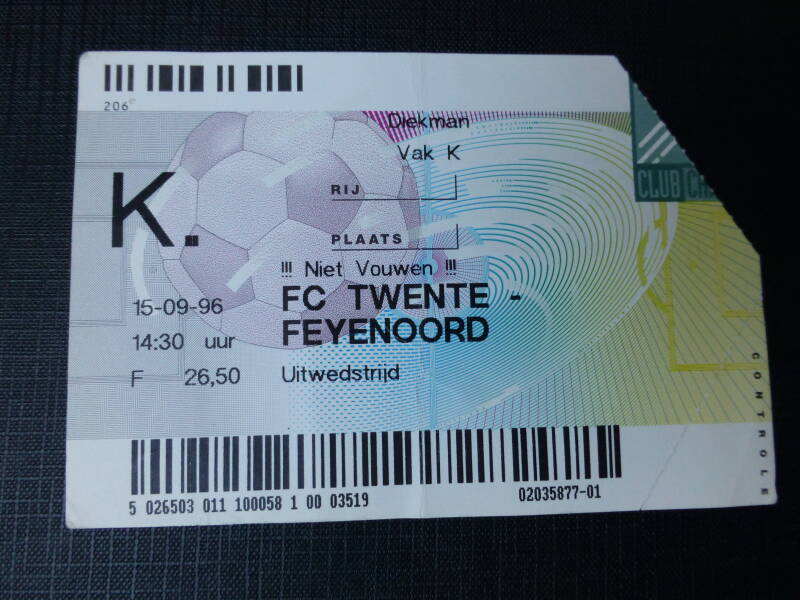 206
Diekman
Vak K
K.
RIJ
PLAATS
CLUB
!!! Niet Vouwen !!!
15-09-96
FC TWENTE -
FEYENOORD
14:30 uur
F 26,50
Uitwedstrijd
CONTROLE
5 026503 011 100058 1 00 03519
02035877-01